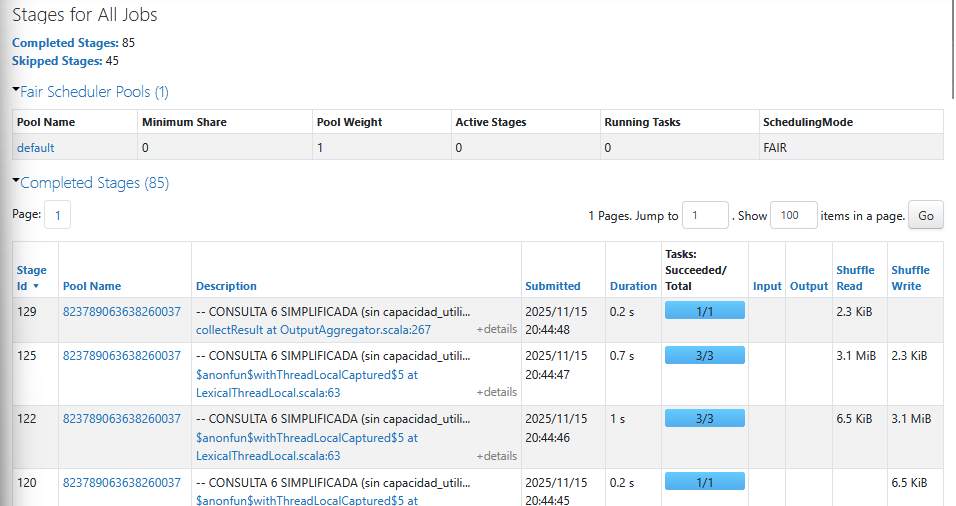 Stages for All Jobs
Completed Stages: 85
Skipped Stages: 45
Fair Scheduler Pools (1)
Pool Name Minimum Share Pool Weight Active Stages Running Tasks SchedulingMode
default 0 1 0 0 FAIR
Completed Stages (85)
Page: 1 1 Pages. Jump to 1 . Show 100 items in a page. Go
Stage Id Pool Name Description Submitted Duration Tasks: Succeeded/Total Input Output Shuffle Read Shuffle Write
129 823789063638260037 -- CONSULTA 6 SIMPLIFICADA (sin capacidad_utili... 2025/11/15 0.2 s 1/1 2.3 KiB
collectResult at OutputAggregator.scala:267 +details 20:44:48
125 823789063638260037 -- CONSULTA 6 SIMPLIFICADA (sin capacidad_utili... 2025/11/15 0.7 s 3/3 3.1 MiB 2.3 KiB
$anonfun$withThreadLocalCaptured$5 at 20:44:47
LexicalThreadLocal.scala:63 +details
122 823789063638260037 -- CONSULTA 6 SIMPLIFICADA (sin capacidad_utili... 2025/11/15 1 s 3/3 6.5 KiB 3.1 MiB
$anonfun$withThreadLocalCaptured$5 at 20:44:46
LexicalThreadLocal.scala:63 +details
120 823789063638260037 -- CONSULTA 6 SIMPLIFICADA (sin capacidad_utili... 2025/11/15 0.2 s 1/1 6.5 KiB
$anonfun$withThreadLocalCaptured$5 at 20:44:45